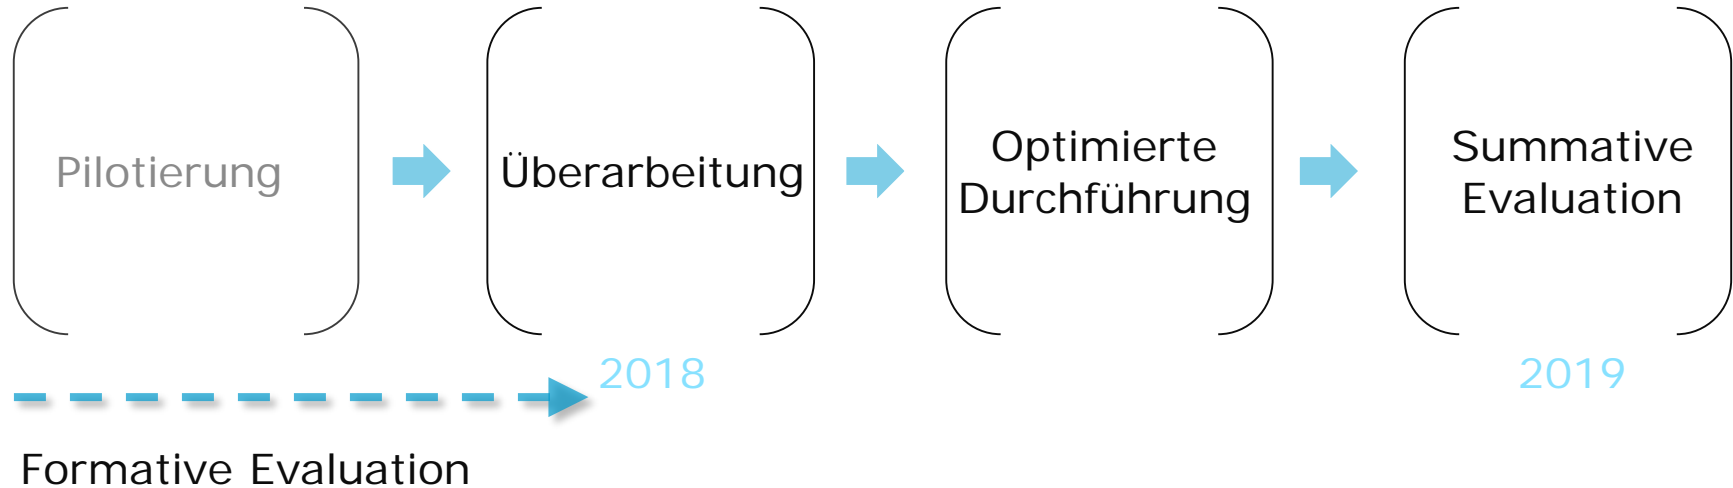 Pilotierung
Überarbeitung
Optimierte
Durchführung
Summative
Evaluation
2018
2019
Formative Evaluation